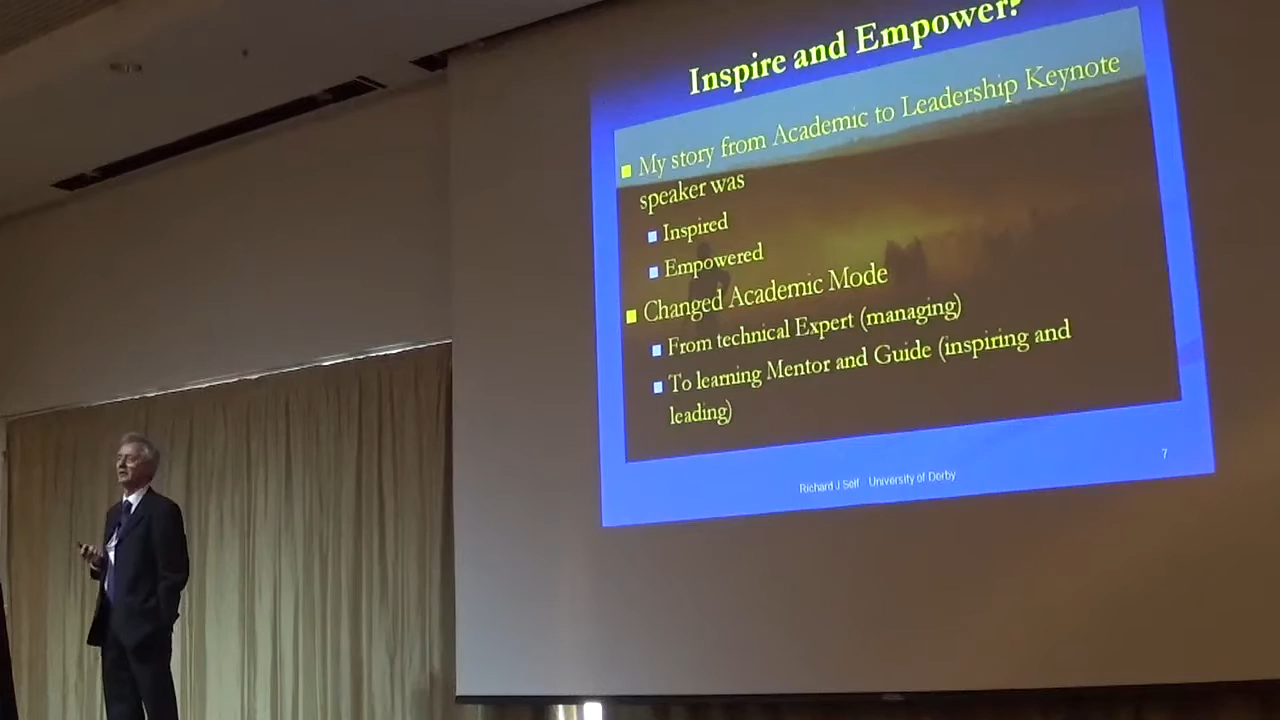 Inspire and Empower?
My story from Academic to Leadership Keynote
speaker was
Inspired
Empowered
Changed Academic Mode
From technical Expert (managing)
To learning Mentor and Guide (inspiring and
leading)
Richard J Self University of Derby
7